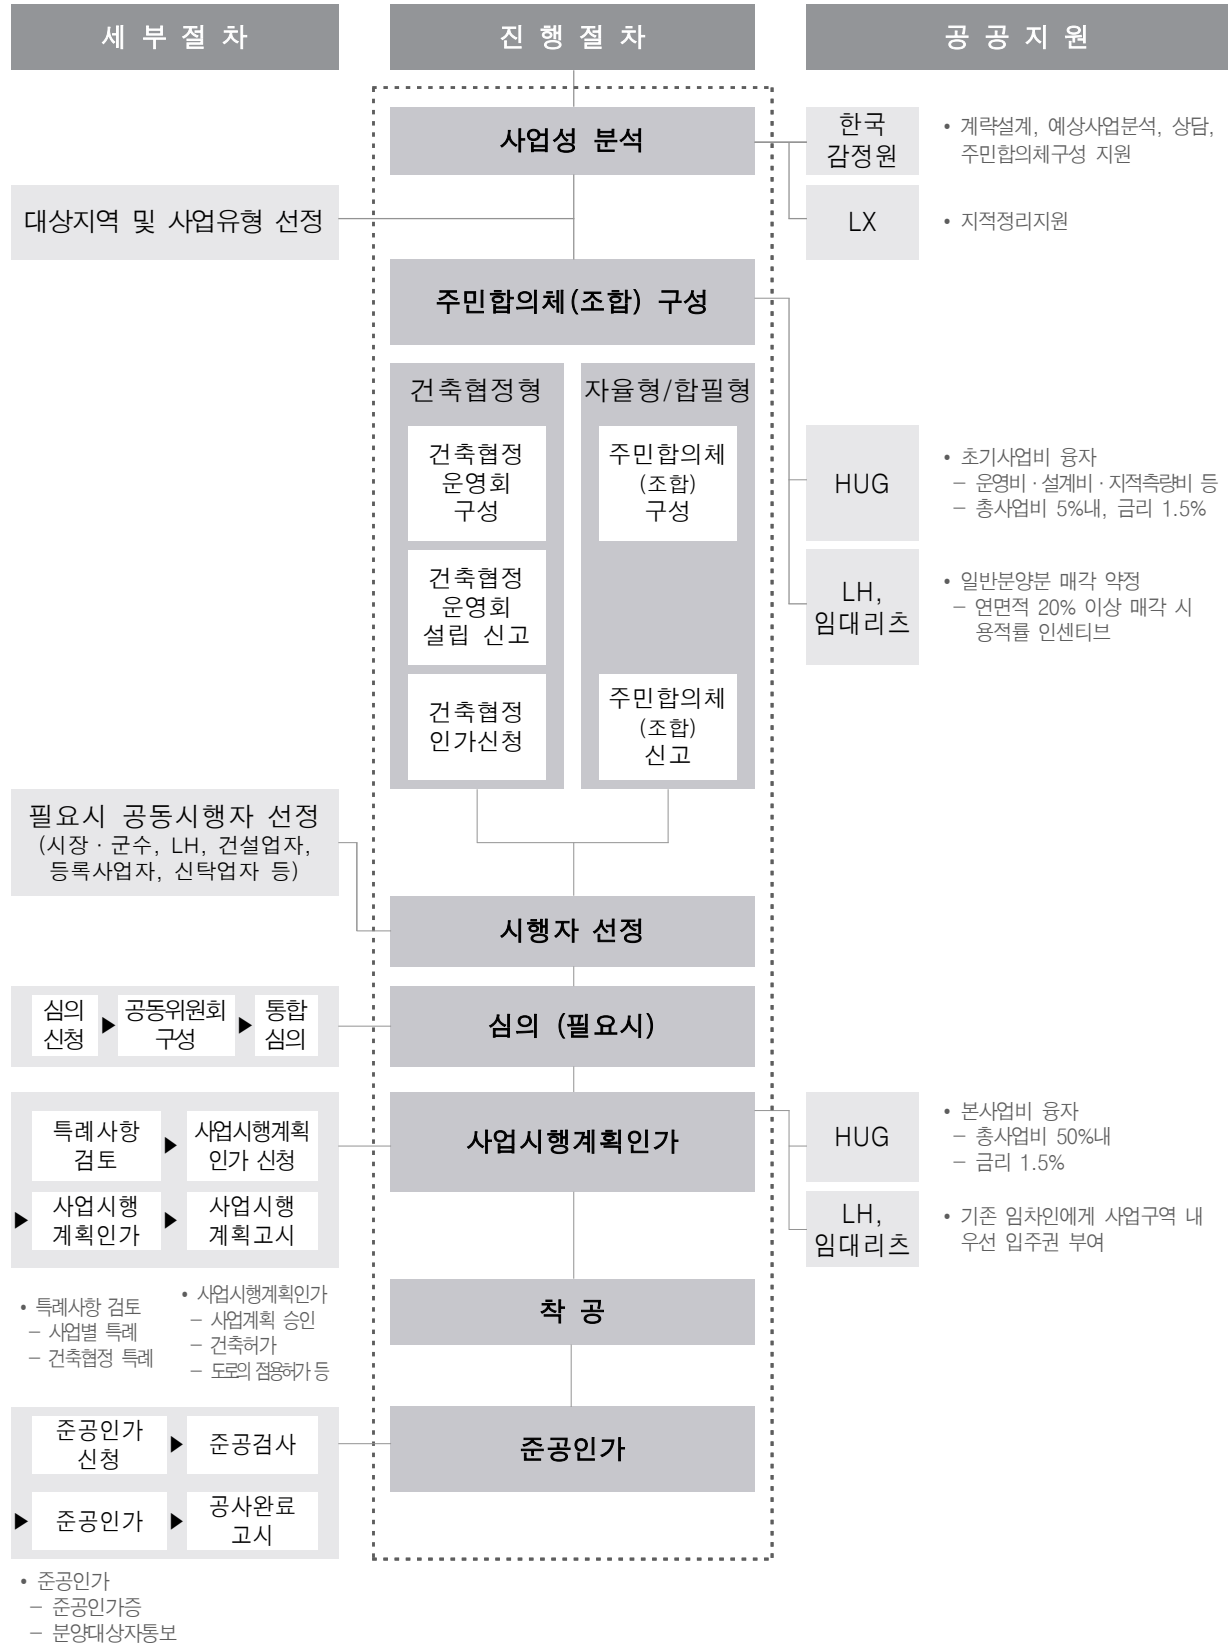 세 부 절 차
진 행 절 차
공 공 지 원
사업성 분석
한국
감정원
• 계략설계, 예상사업분석, 상담,
주민합의체구성 지원
대상지역 및 사업유형 선정
LX
• 지적정리지원
주민합의체(조합) 구성
건축협정형
건축협정
운영회
구성
건축협정
운영회
설립 신고
건축협정
인가신청
자율형/합필형
주민합의체
(조합)
구성
주민합의체
(조합)
신고
HUG
• 초기사업비 융자
– 운영비·설계비·지적측량비 등
– 총사업비 5%내, 금리 1.5%
LH,
임대리츠
• 일반분양분 매각 약정
– 연면적 20% 이상 매각 시
용적률 인센티브
필요시 공동시행자 선정
(시장·군수, LH, 건설업자,
등록사업자, 신탁업자 등)
시행자 선정
심의
신청
▶
공동위원회
구성
▶
통합
심의
심의 (필요시)
특례사항
검토
▶
사업시행계획
인가 신청
▶
사업시행
계획인가
▶
사업시행
계획고시
사업시행계획인가
HUG
• 본사업비 융자
– 총사업비 50%내
– 금리 1.5%
LH,
임대리츠
• 기존 임차인에게 사업구역 내
우선 입주권 부여
• 특례사항 검토
– 사업별 특례
– 건축협정 특례
• 사업시행계획인가
– 사업계획 승인
– 건축허가
– 도로의 점용허가 등
착 공
준공인가
신청
▶
준공검사
▶
준공인가
▶
공사완료
고시
준공인가
• 준공인가
– 준공인가증
– 분양대상자통보